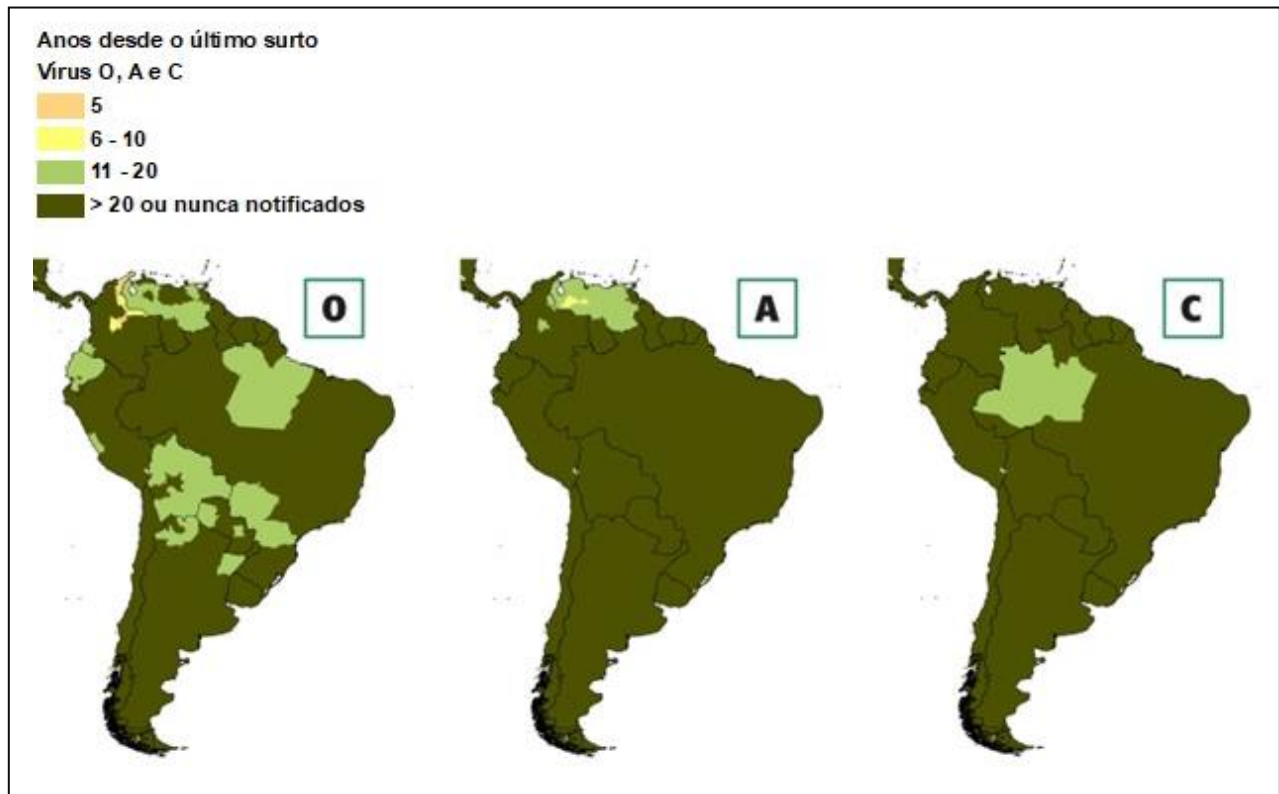 Anos desde o último surto
Vírus O, A e C
5
6 - 10
11 - 20
> 20 ou nunca notificados
O
A
C